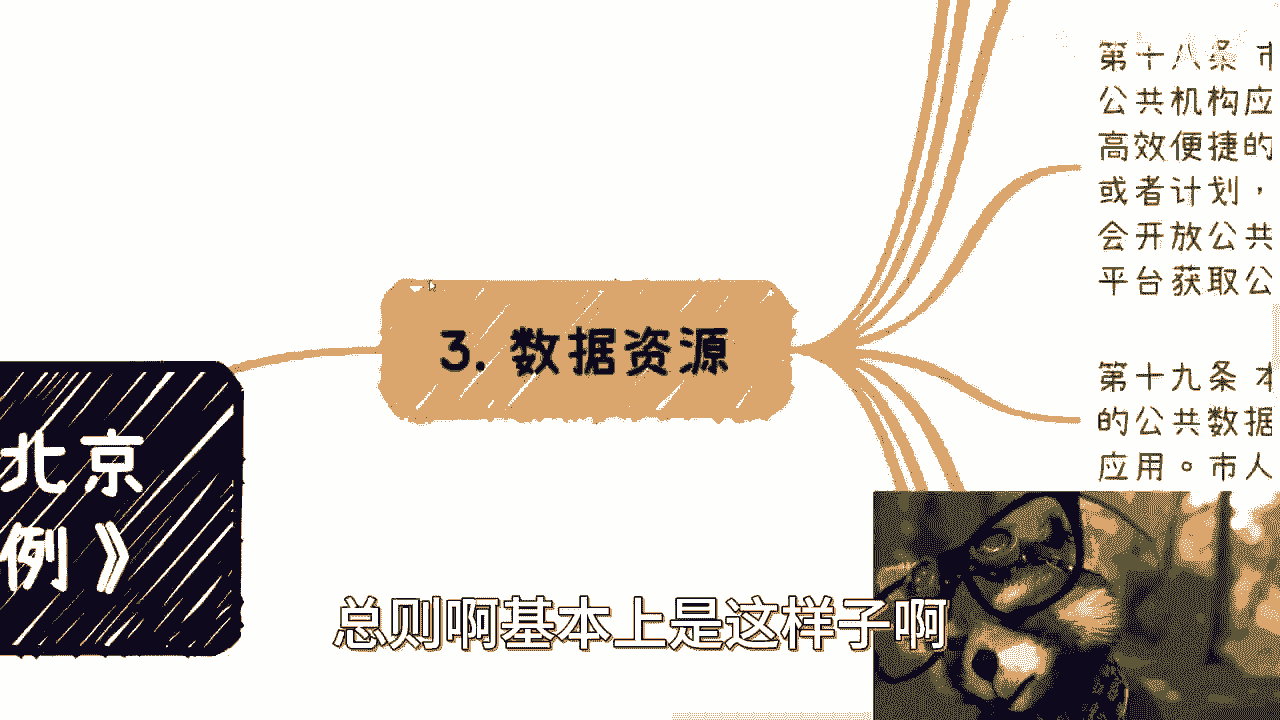 北京
例》
3. 数据资源
第十八条 市
公共机构应
高效便捷的
或者计划，
会开放公共
平台获取公
第十九条 本
的公共数据
应用。市人
总则啊基本上是这样子啊